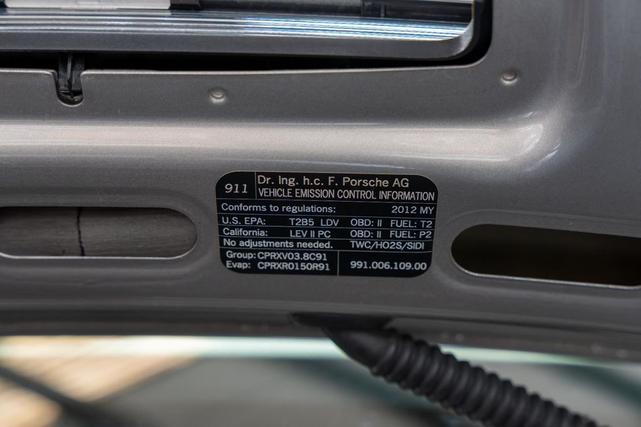 911 Dr. Ing. h.c. F. Porsche AG
VEHICLE EMISSION CONTROL INFORMATION
Conforms to regulations: 2012 MY
U.S. EPA: T2B5 LDV OBD: II FUEL: T2
California: LEV II PC OBD: II FUEL: P2
No adjustments needed. TWC/HO2S/SIDI
Group: CPRXV03.8C91
Evap: CPRXR0150R91
991.006.109.00